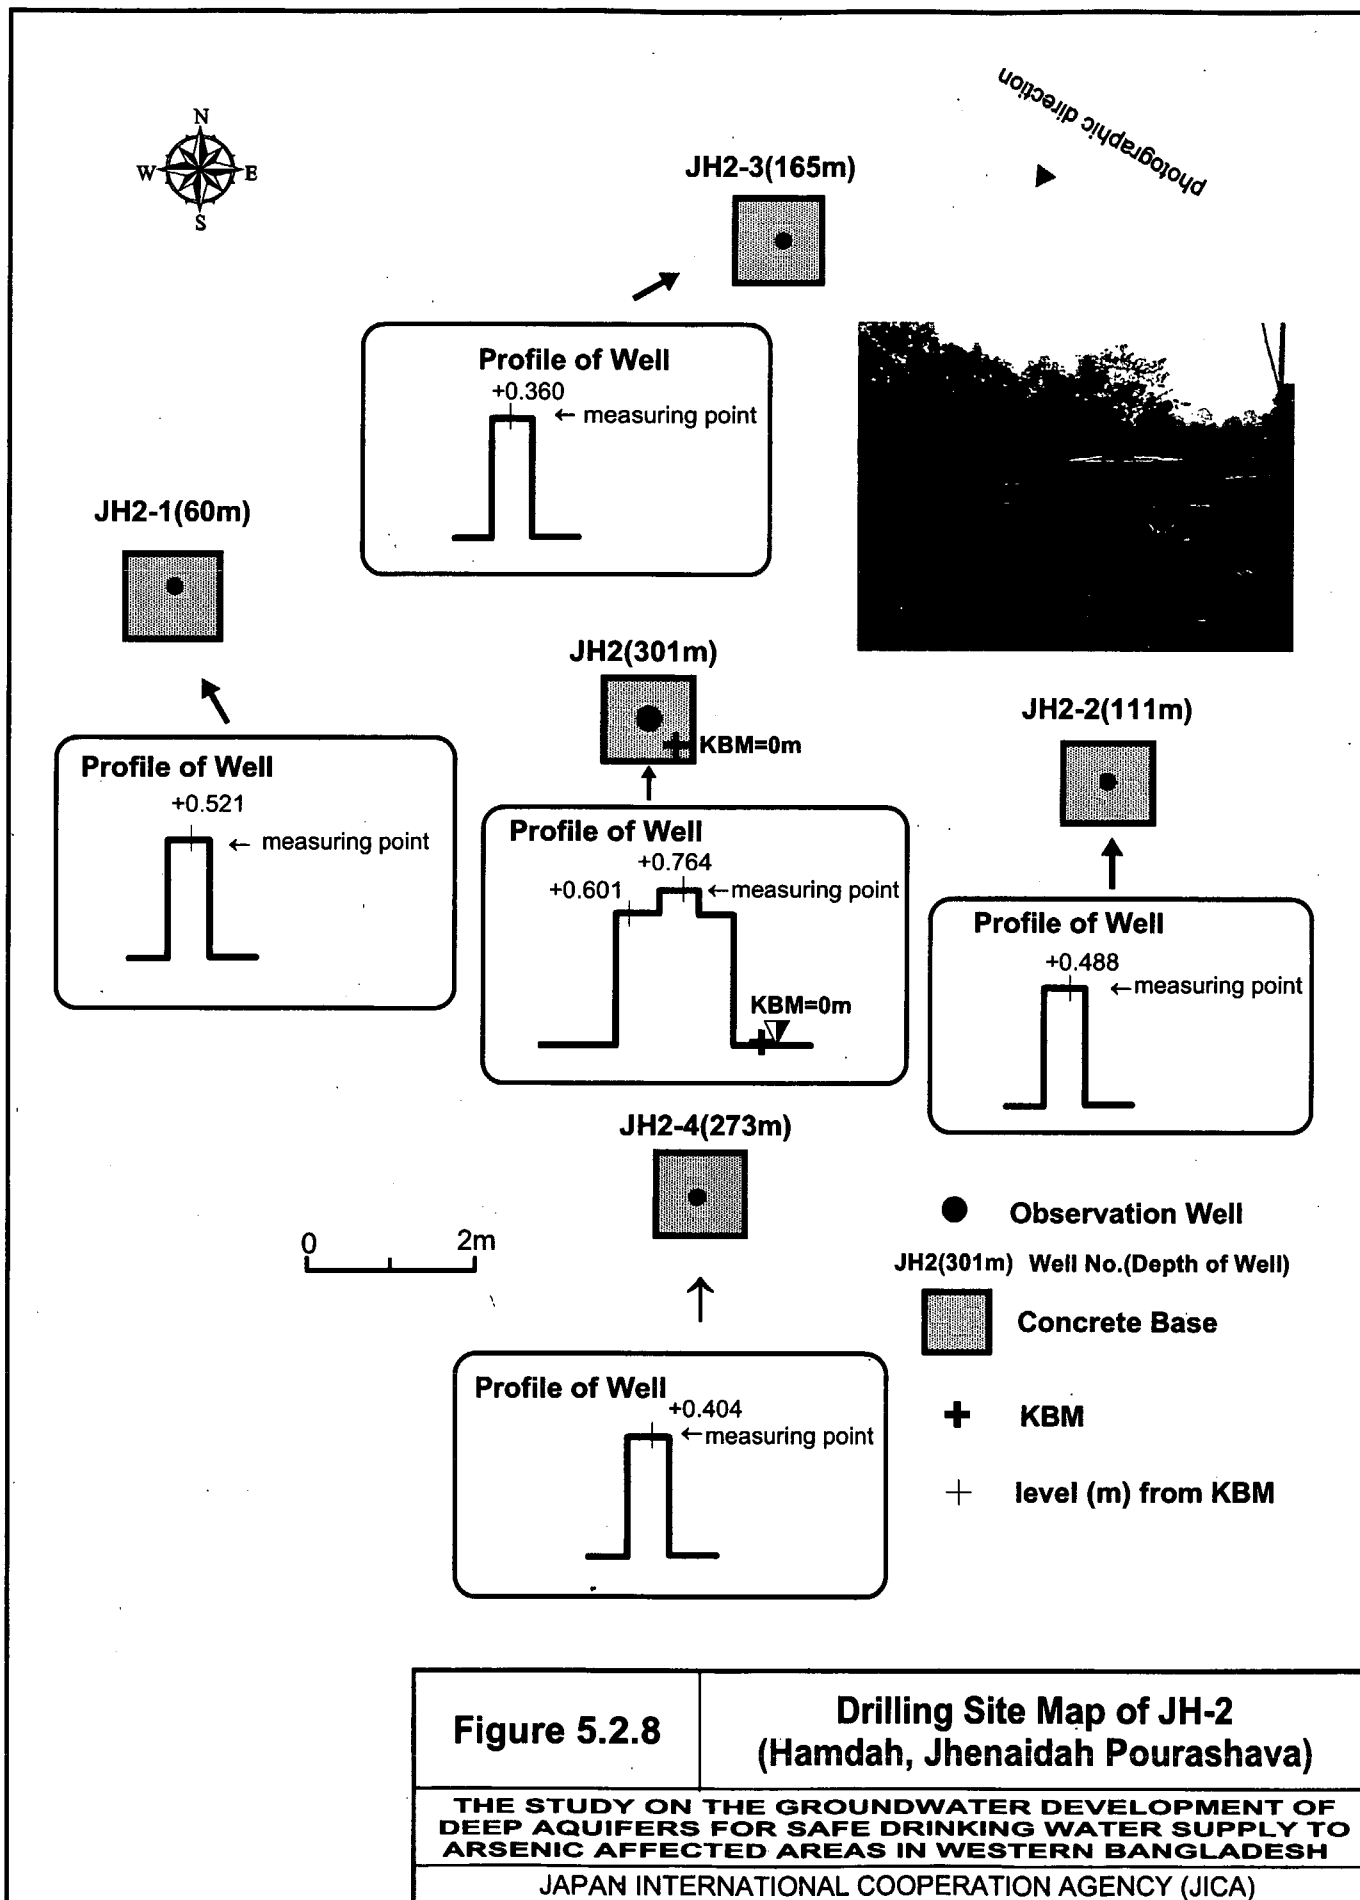 photographic direction
N
W E
S
JH2-3(165m)
Profile of Well
+0.360
← measuring point
JH2-1(60m)
JH2(301m)
KBM=0m
JH2-2(111m)
Profile of Well
+0.521
← measuring point
Profile of Well
+0.764
+0.601
←measuring point
KBM=0m
Profile of Well
+0.488
←measuring point
JH2-4(273m)
0 2m
Observation Well
JH2(301m) Well No.(Depth of Well)
Concrete Base
Profile of Well
+0.404
←measuring point
KBM
level (m) from KBM
Figure 5.2.8
Drilling Site Map of JH-2
(Hamdah, Jhenaidah Pourashava)
THE STUDY ON THE GROUNDWATER DEVELOPMENT OF
DEEP AQUIFERS FOR SAFE DRINKING WATER SUPPLY TO
ARSENIC AFFECTED AREAS IN WESTERN BANGLADESH
JAPAN INTERNATIONAL COOPERATION AGENCY (JICA)